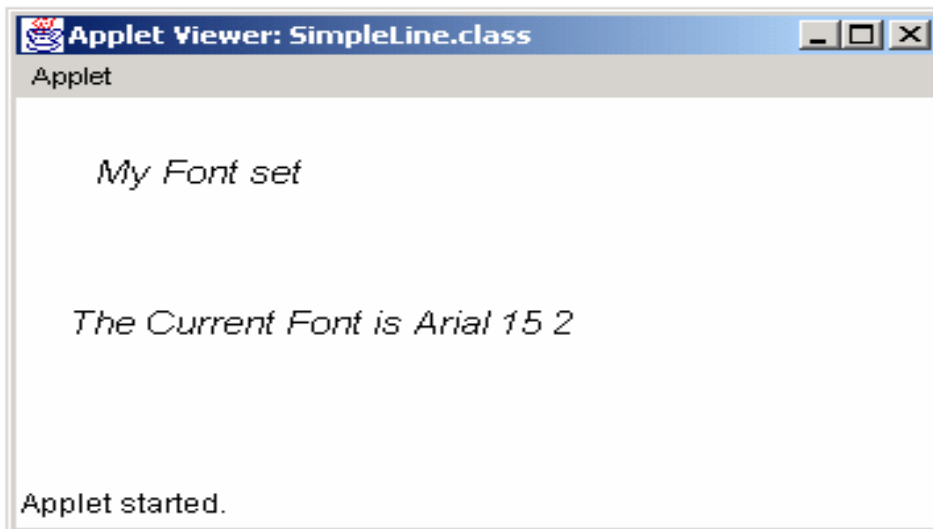 Applet Viewer: SimpleLine.class
Applet
My Font set
The Current Font is Arial 15 2
Applet started.